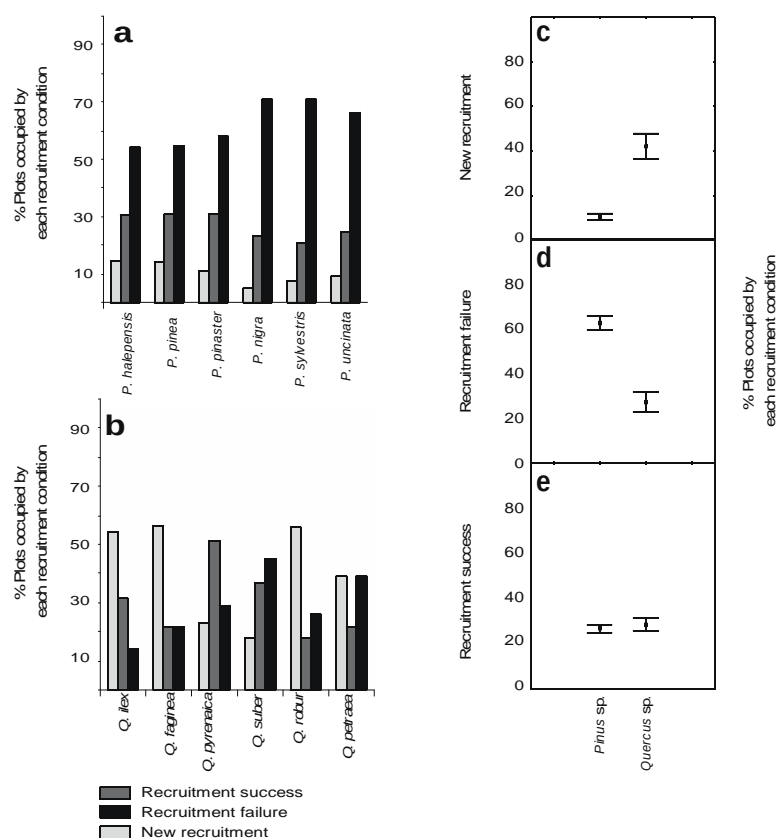 a
90
70
50
30
10
% Plots occupied by
each recruitment condition
P. halepensis
P. pinea
P. pinaster
P. nigra
P. sylvestris
P. uncinata
b
90
70
50
30
10
% Plots occupied by
each recruitment condition
Q. ilex
Q. faginea
Q. pyrenaica
Q. suber
Q. robur
Q. petraea
Recruitment success
Recruitment failure
New recruitment
c
80
60
40
20
0
New recruitment
d
80
60
40
20
0
Recruitment failure
% Plots occupied by
each recruitment condition
e
80
60
40
20
0
Recruitment success
Pinus sp.
Quercus sp.